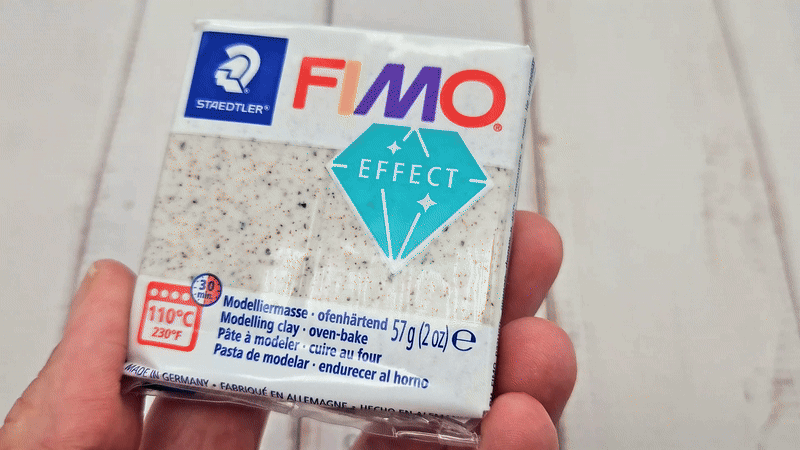 STAEDTLER®
FIMO®
EFFECT
30
min.
110°C
230°F
Modelliermasse · ofenhärtend
Modelling clay · oven-bake
Pâte à modeler · cuire au four
Pasta de modelar · endurecer al horno
57g (2 oz) e
MADE IN GERMANY · FABRIQUÉ EN ALLEMAGNE · HECHO EN